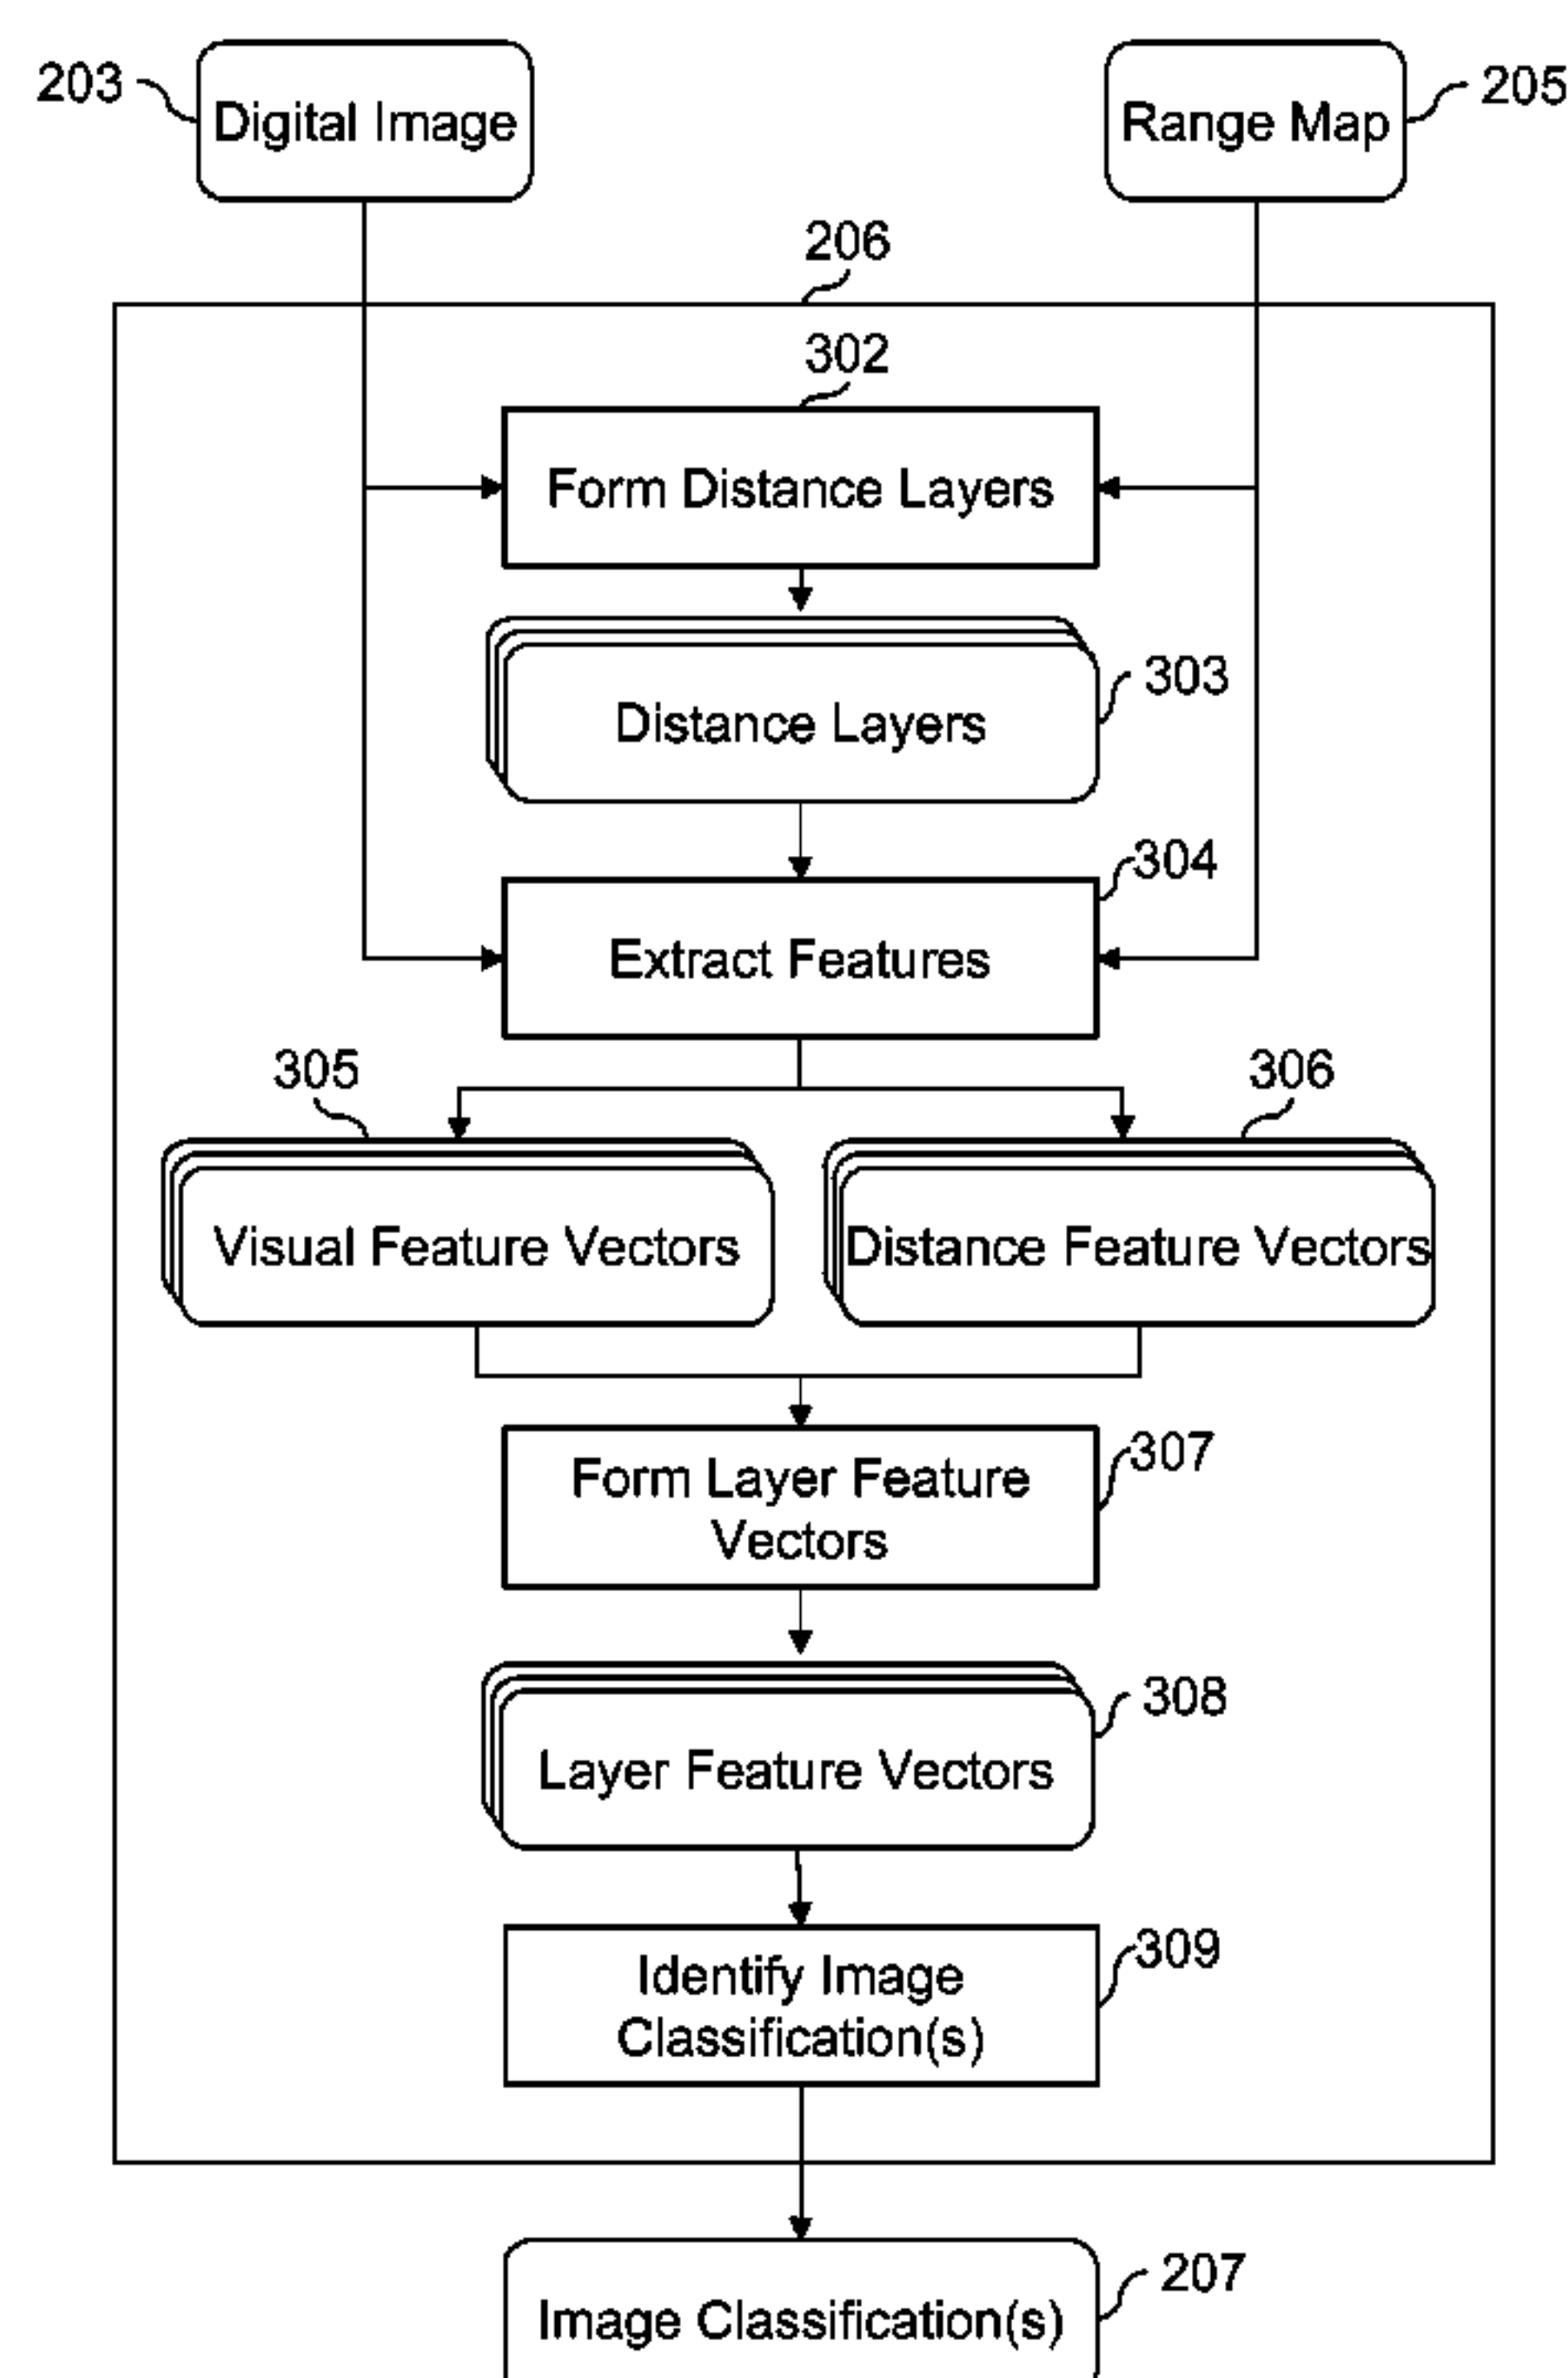 203
Digital Image
Range Map
205
206
302
Form Distance Layers
303
Distance Layers
304
Extract Features
305
306
Visual Feature Vectors
Distance Feature Vectors
307
Form Layer Feature
Vectors
308
Layer Feature Vectors
309
Identify Image
Classification(s)
207
Image Classification(s)